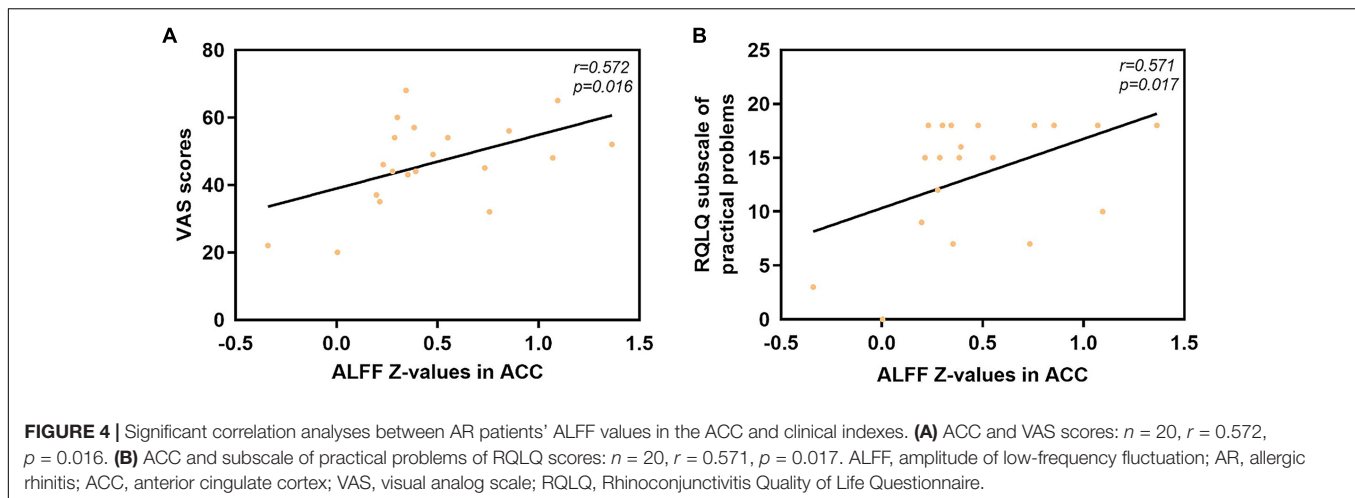 A
80
60
40
20
0
VAS scores
r=0.572
p=0.016
-0.5 0.0 0.5 1.0 1.5
ALFF Z-values in ACC
B
25
20
15
10
5
0
RQLQ subscale of
practical problems
r=0.571
p=0.017
-0.5 0.0 0.5 1.0 1.5
ALFF Z-values in ACC
FIGURE 4 | Significant correlation analyses between AR patients’ ALFF values in the ACC and clinical indexes. (A) ACC and VAS scores: n = 20, r = 0.572,
p = 0.016. (B) ACC and subscale of practical problems of RQLQ scores: n = 20, r = 0.571, p = 0.017. ALFF, amplitude of low-frequency fluctuation; AR, allergic
rhinitis; ACC, anterior cingulate cortex; VAS, visual analog scale; RQLQ, Rhinoconjunctivitis Quality of Life Questionnaire.